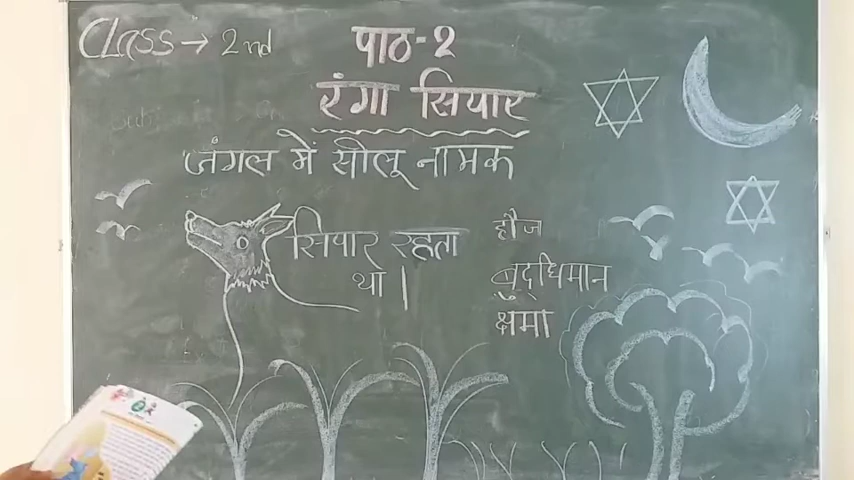 CLASS → 2nd
पाठ-2
रंगा सियार
जंगल में सीलू नामक
सियार रहता
था |
हौज
बुद्धिमान
क्षमा